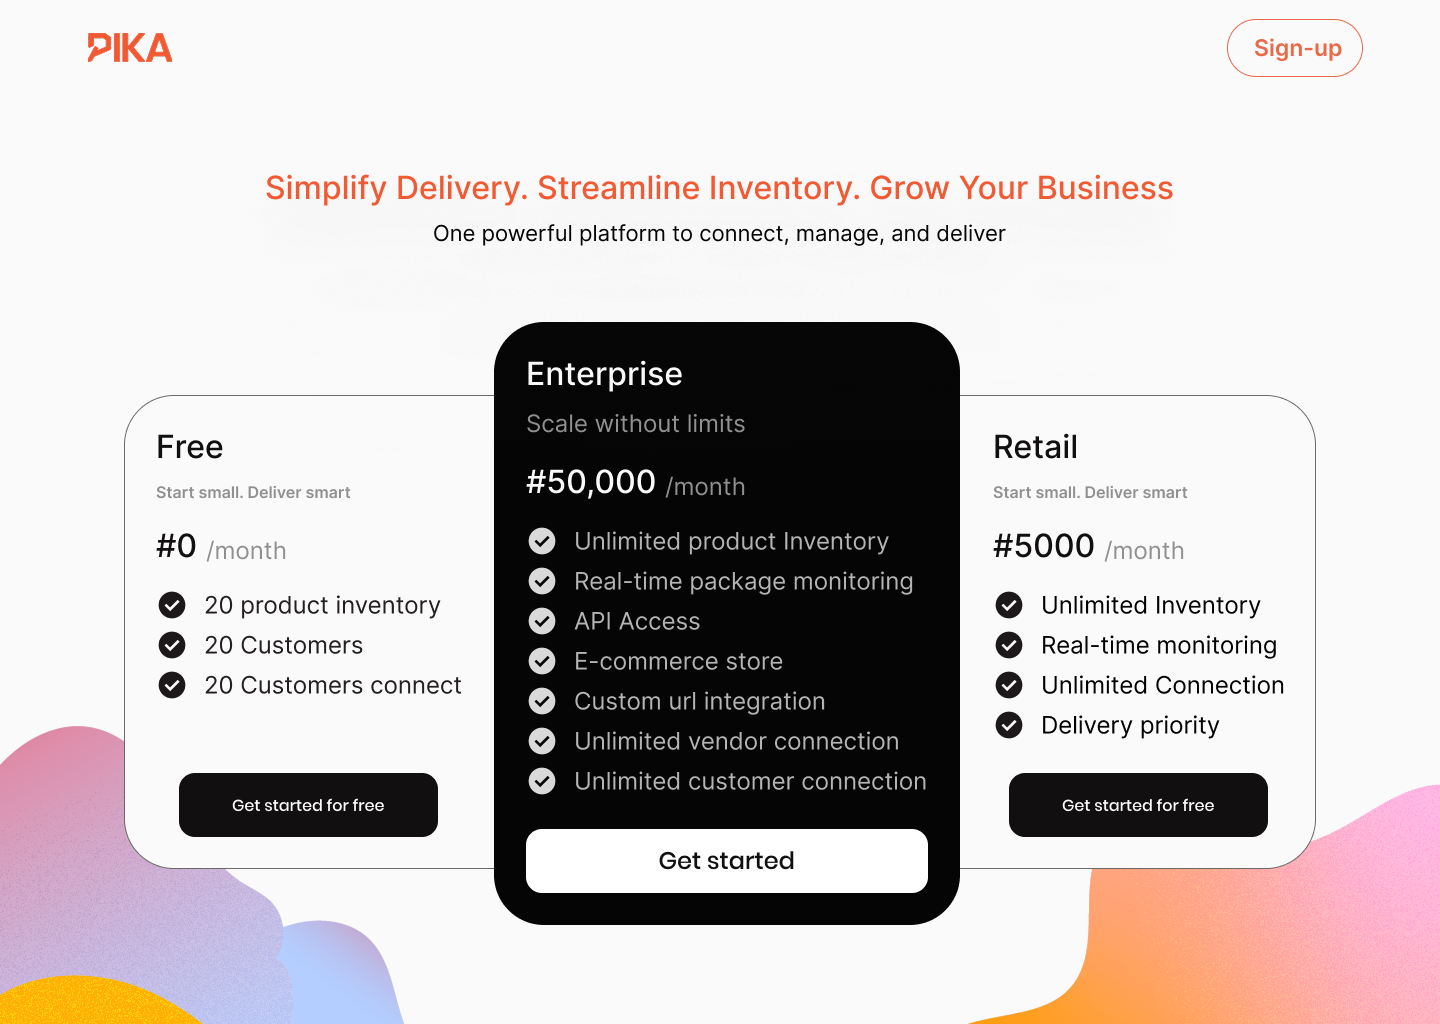 PIKA
Sign-up
Simplify Delivery. Streamline Inventory. Grow Your Business
One powerful platform to connect, manage, and deliver
Free
Start small. Deliver smart
#0 /month
20 product inventory
20 Customers
20 Customers connect
Get started for free
Enterprise
Scale without limits
#50,000 /month
Unlimited product Inventory
Real-time package monitoring
API Access
E-commerce store
Custom url integration
Unlimited vendor connection
Unlimited customer connection
Get started
Retail
Start small. Deliver smart
#5000 /month
Unlimited Inventory
Real-time monitoring
Unlimited Connection
Delivery priority
Get started for free